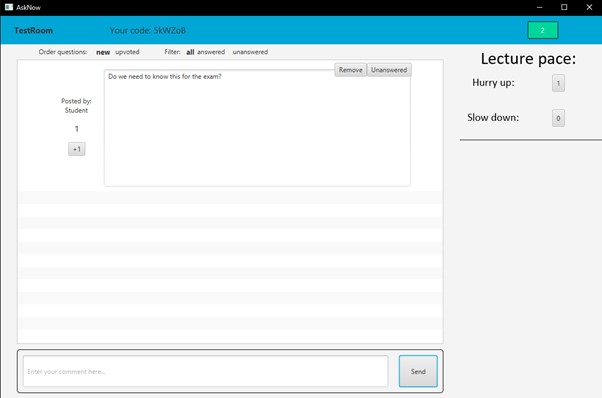 AskNow
TestRoom Your code: 5kWZoB 2
Order questions: new upvoted Filter: all answered unanswered
Remove Unanswered
Do we need to know this for the exam?
Posted by:
Student
1
+1
Enter your comment here...
Send
Lecture pace:
Hurry up: 1
Slow down: 0